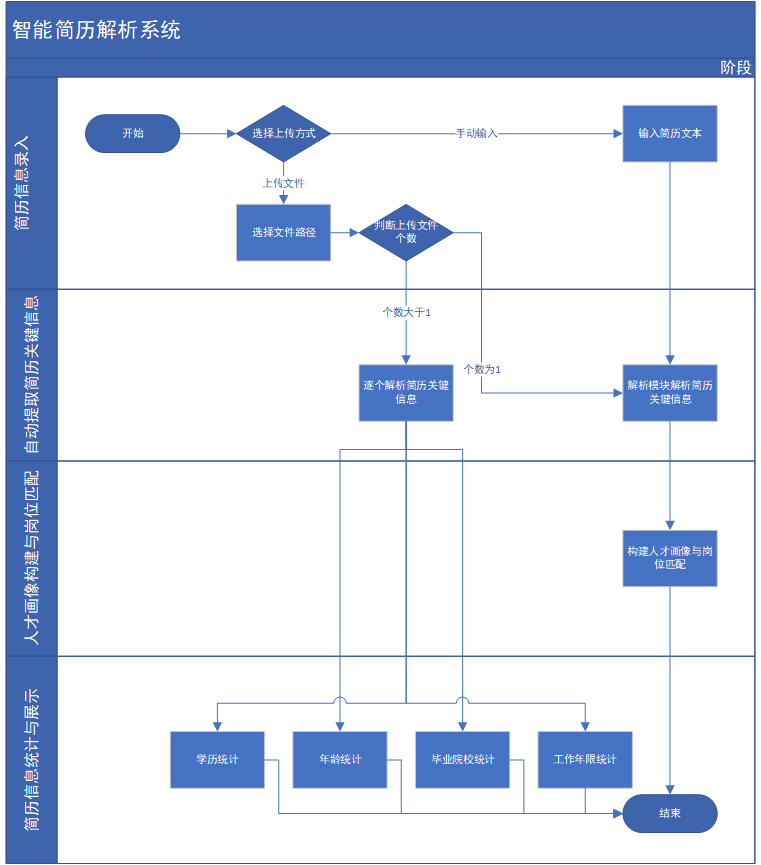 智能简历解析系统
阶段
简历信息录入
开始
选择上传方式
手动输入
输入简历文本
上传文件
选择文件路径
判断上传文件
个数
自动提取简历关键信息
个数大于1
个数为1
逐个解析简历关键
信息
解析模块解析简历
关键信息
人才画像构建与岗位匹配
构建人才画像与岗
位匹配
简历信息统计与展示
学历统计
年龄统计
毕业院校统计
工作年限统计
结束